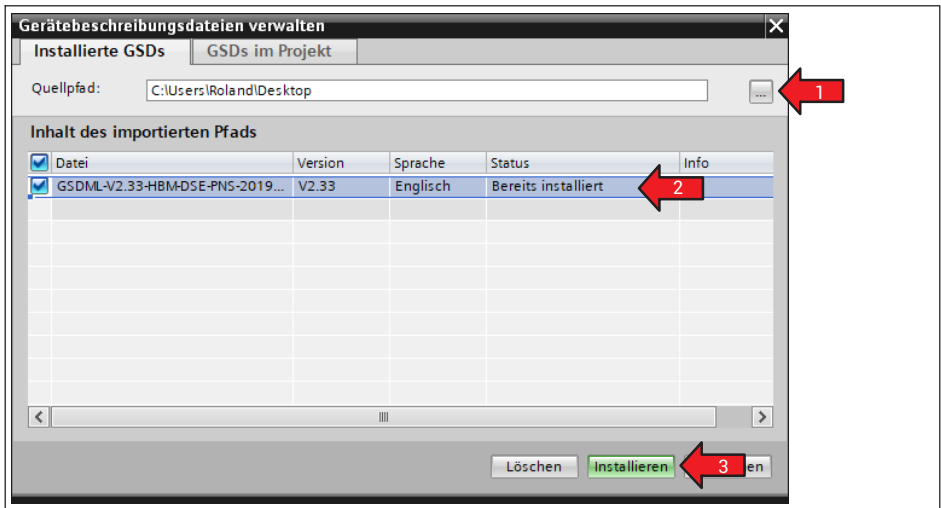 Gerätebeschreibungsdateien verwalten
Installierte GSDs
GSDs im Projekt
Quellpfad:
C:\Users\Roland\Desktop
...
1
Inhalt des importierten Pfads
Datei
Version
Sprache
Status
Info
GSDML-V2.33-HBM-DSE-PNS-2019...
V2.33
Englisch
Bereits installiert
2
Löschen
Installieren
3
en